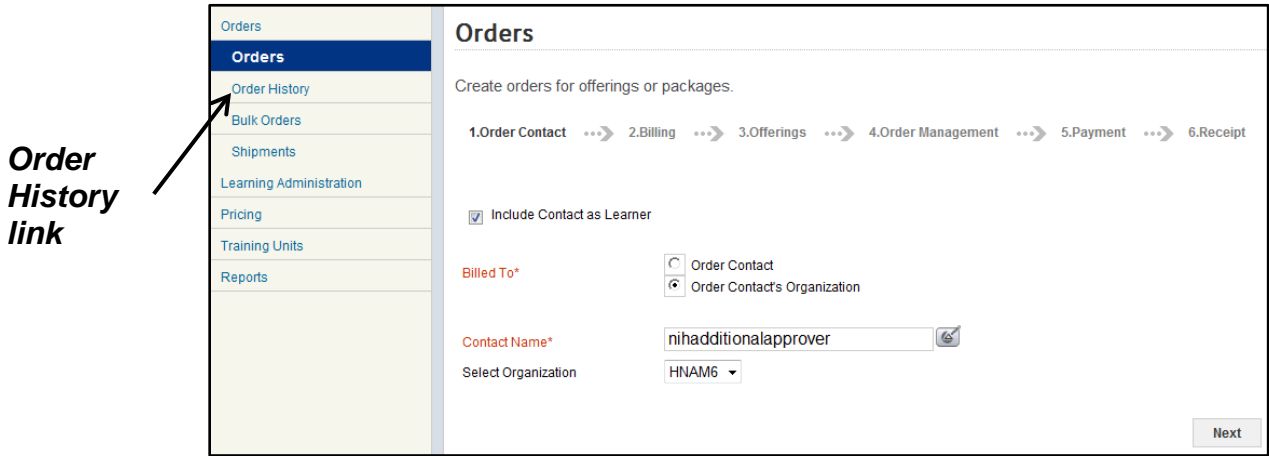 Order
History
link
Orders
Orders
Order History
Bulk Orders
Shipments
Learning Administration
Pricing
Training Units
Reports
Orders
Create orders for offerings or packages.
1.Order Contact 2.Billing 3.Offerings 4.Order Management 5.Payment 6.Receipt
Include Contact as Learner
Billed To* Order Contact
Order Contact's Organization
Contact Name* nihadditionalapprover
Select Organization HNAM6
Next